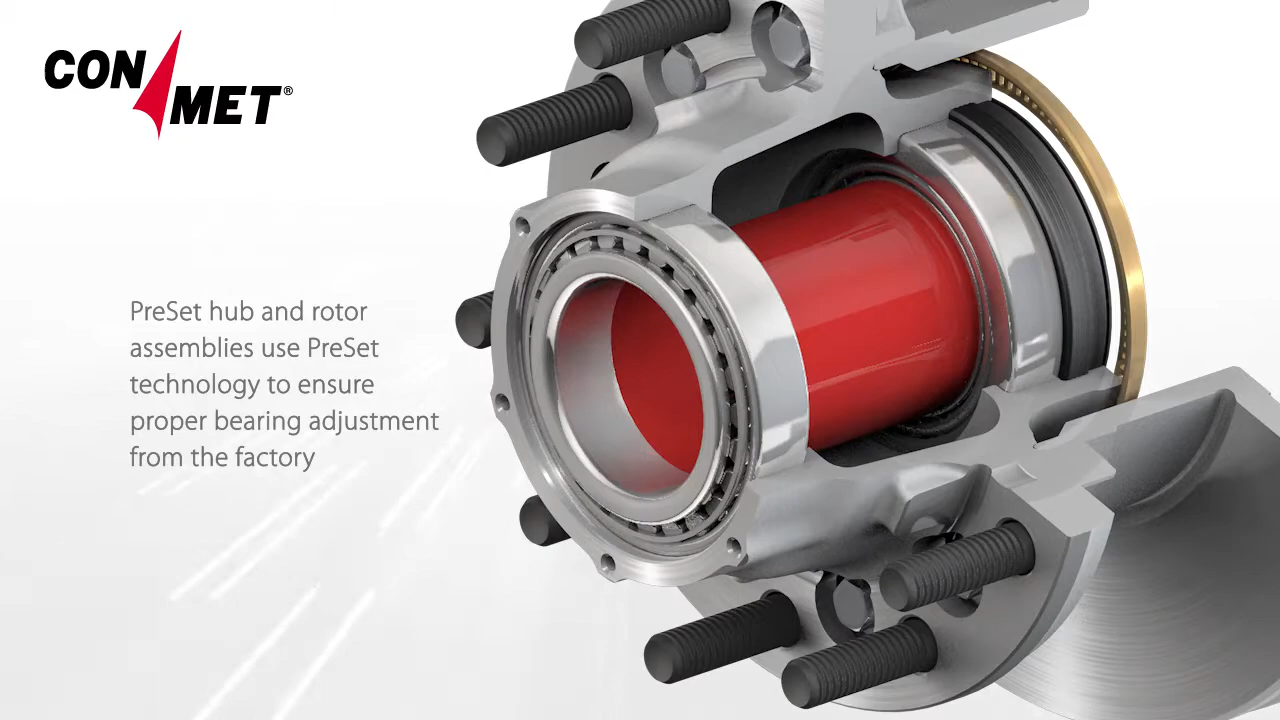 CON
MET®
PreSet hub and rotor
assemblies use PreSet
technology to ensure
proper bearing adjustment
from the factory